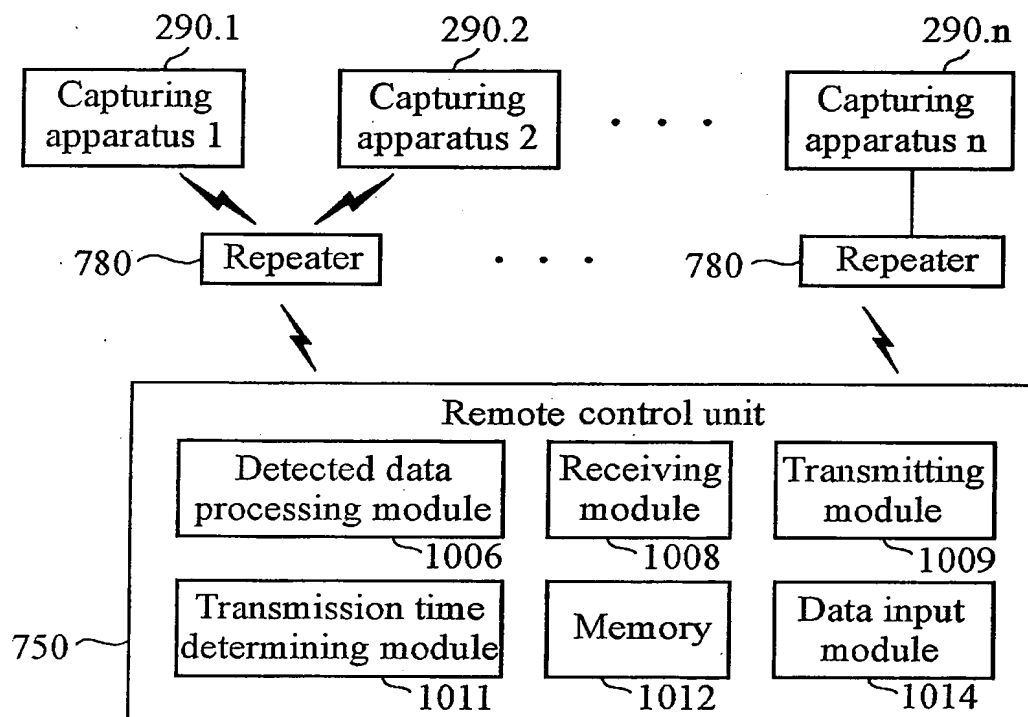 290.1
290.2
290.n
Capturing
apparatus 1
Capturing
apparatus 2
. . .
Capturing
apparatus n
780
Repeater
. . .
780
Repeater
Remote control unit
Detected data
processing module
1006
Receiving
module
1008
Transmitting
module
1009
750
Transmission time
determining module
1011
Memory
1012
Data input
module
1014